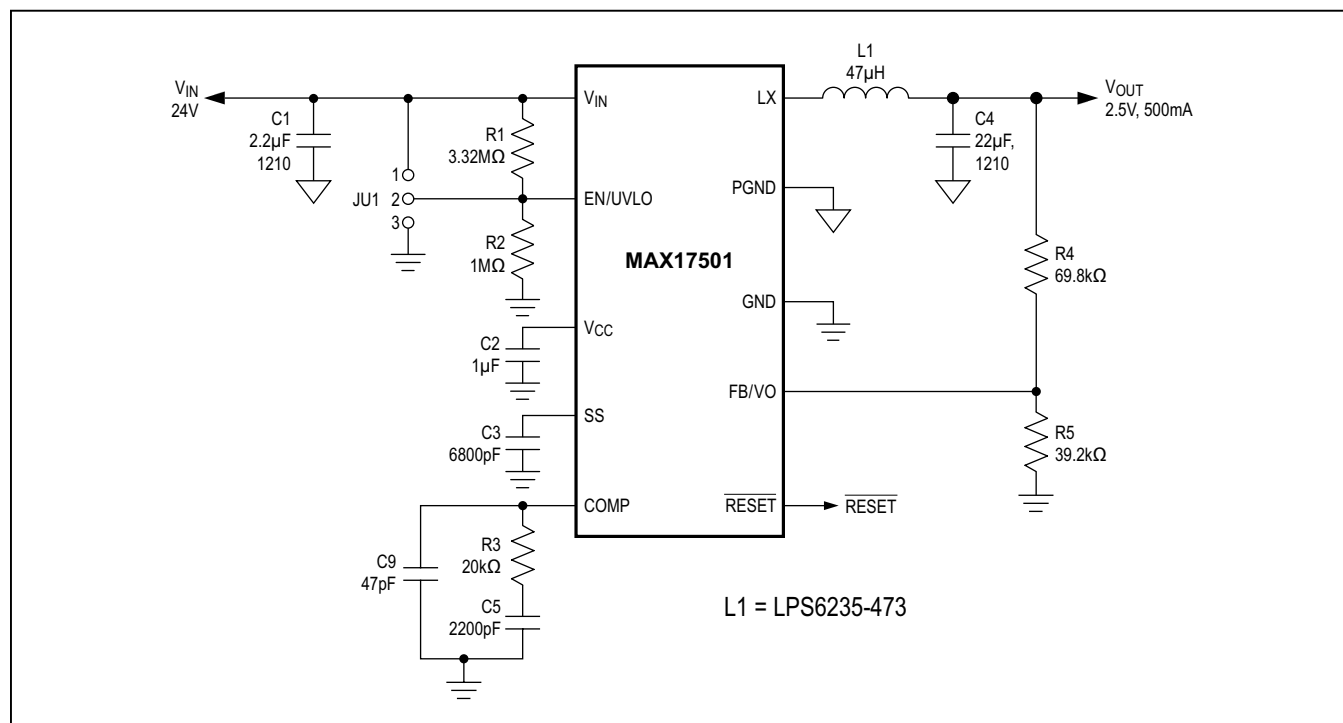 V_IN
24V
C1
2.2µF
1210
JU1
1
2
3
R1
3.32MΩ
R2
1MΩ
C2
1µF
C3
6800pF
C9
47pF
R3
20kΩ
C5
2200pF
V_IN
EN/UVLO
V_CC
SS
COMP
MAX17501
LX
PGND
GND
FB/VO
RESET
RESET
L1
47µH
C4
22µF,
1210
V_OUT
2.5V, 500mA
R4
69.8kΩ
R5
39.2kΩ
L1 = LPS6235-473